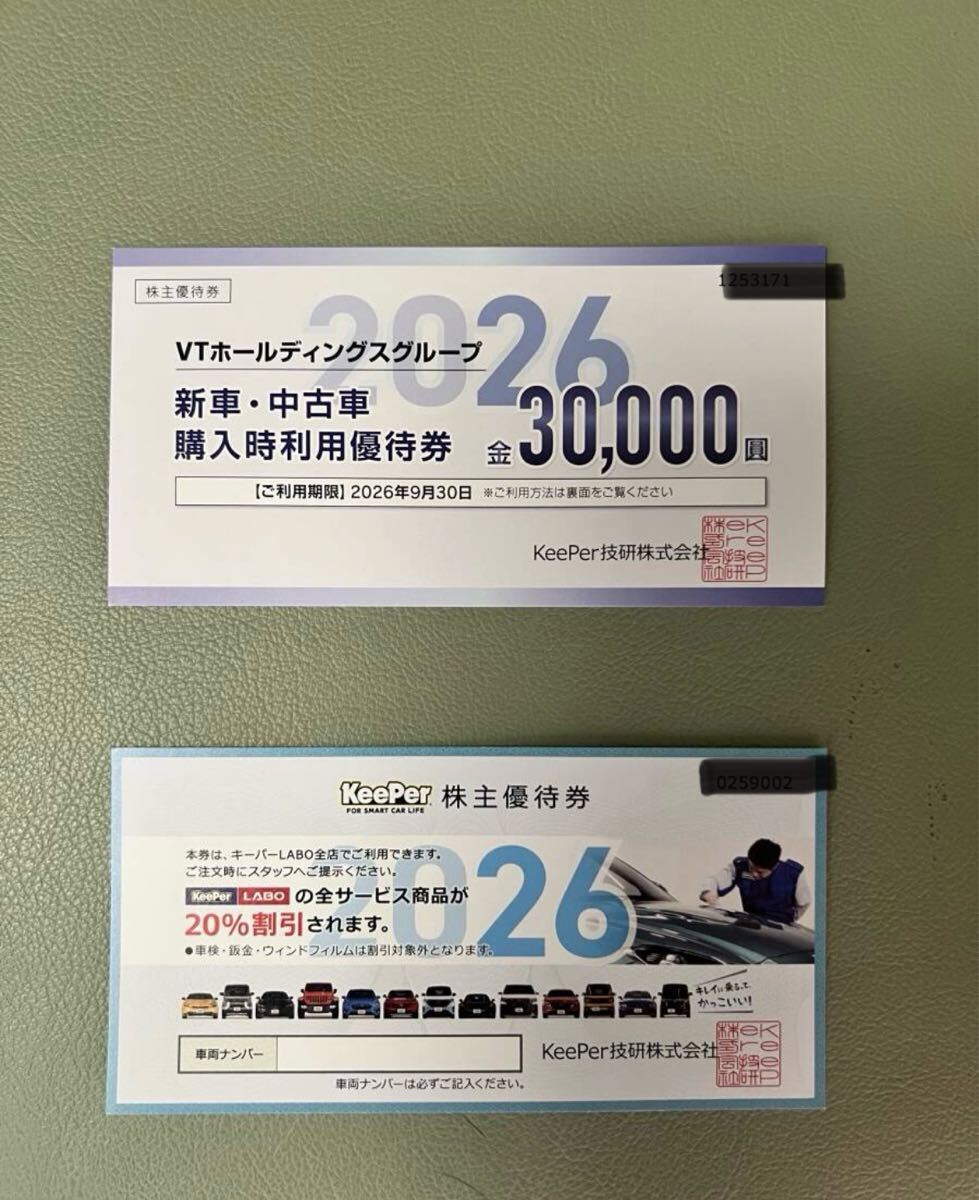 株主優待券
1253171
2026
VTホールディングスグループ
新車・中古車
購入時利用優待券 金30,000圓
【ご利用期限】2026年9月30日 ※ご利用方法は裏面をご覧ください
KeePer技研株式会社
0259002
KeePer 株主優待券
FOR SMART CAR LIFE
2026
本券は、キーパーLABO全店でご利用できます。
ご注文時にスタッフへご提示ください。
KeePer LABO の全サービス商品が
20%割引されます。
●車検・鈑金・ウィンドフィルムは割引対象外となります。
キレイに乗るって
かっこいい!
車両ナンバー
KeePer技研株式会社
車両ナンバーは必ずご記入ください。